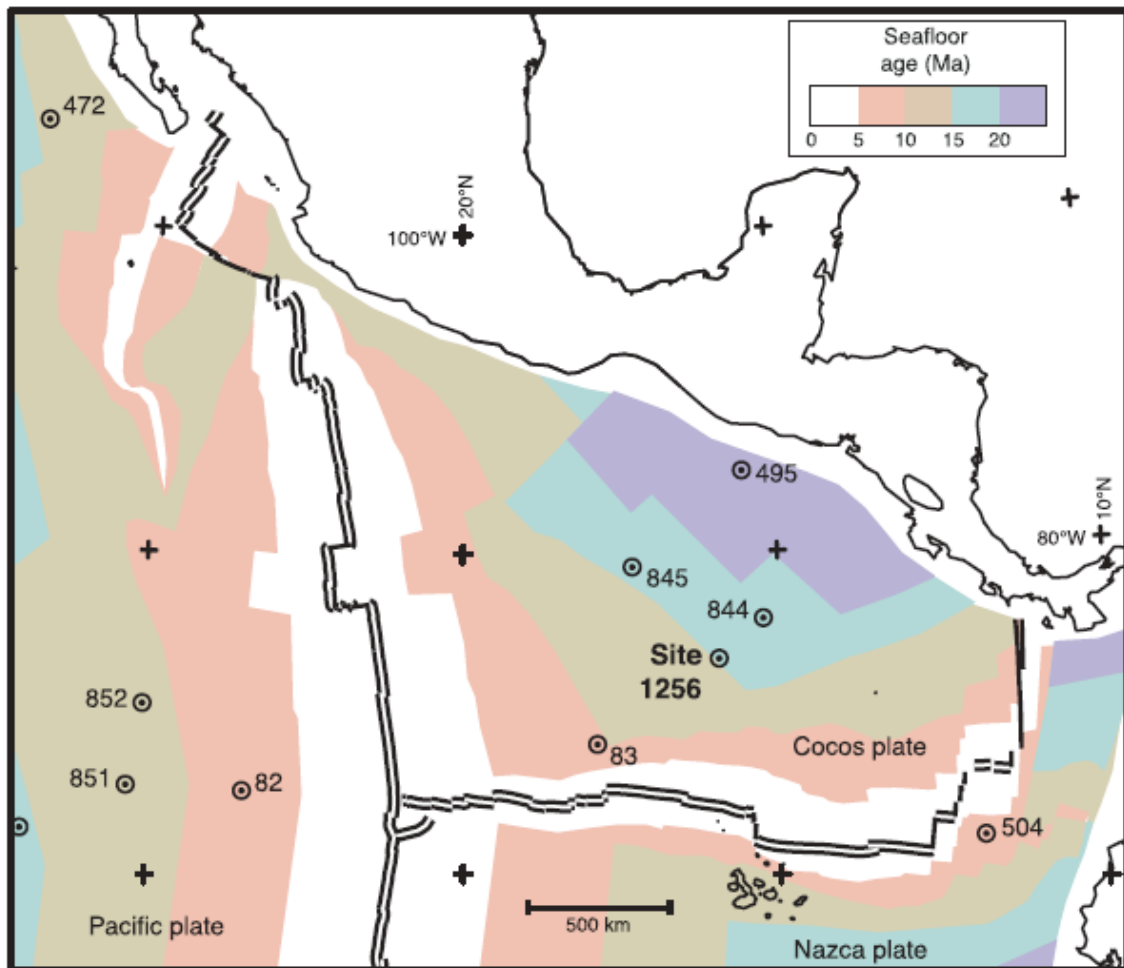 Seafloor
age (Ma)
0 5 10 15 20
472
100°W
20°N
495
10°N
80°W
845
844
Site
1256
852
851
82
83
Cocos plate
504
500 km
Pacific plate
Nazca plate